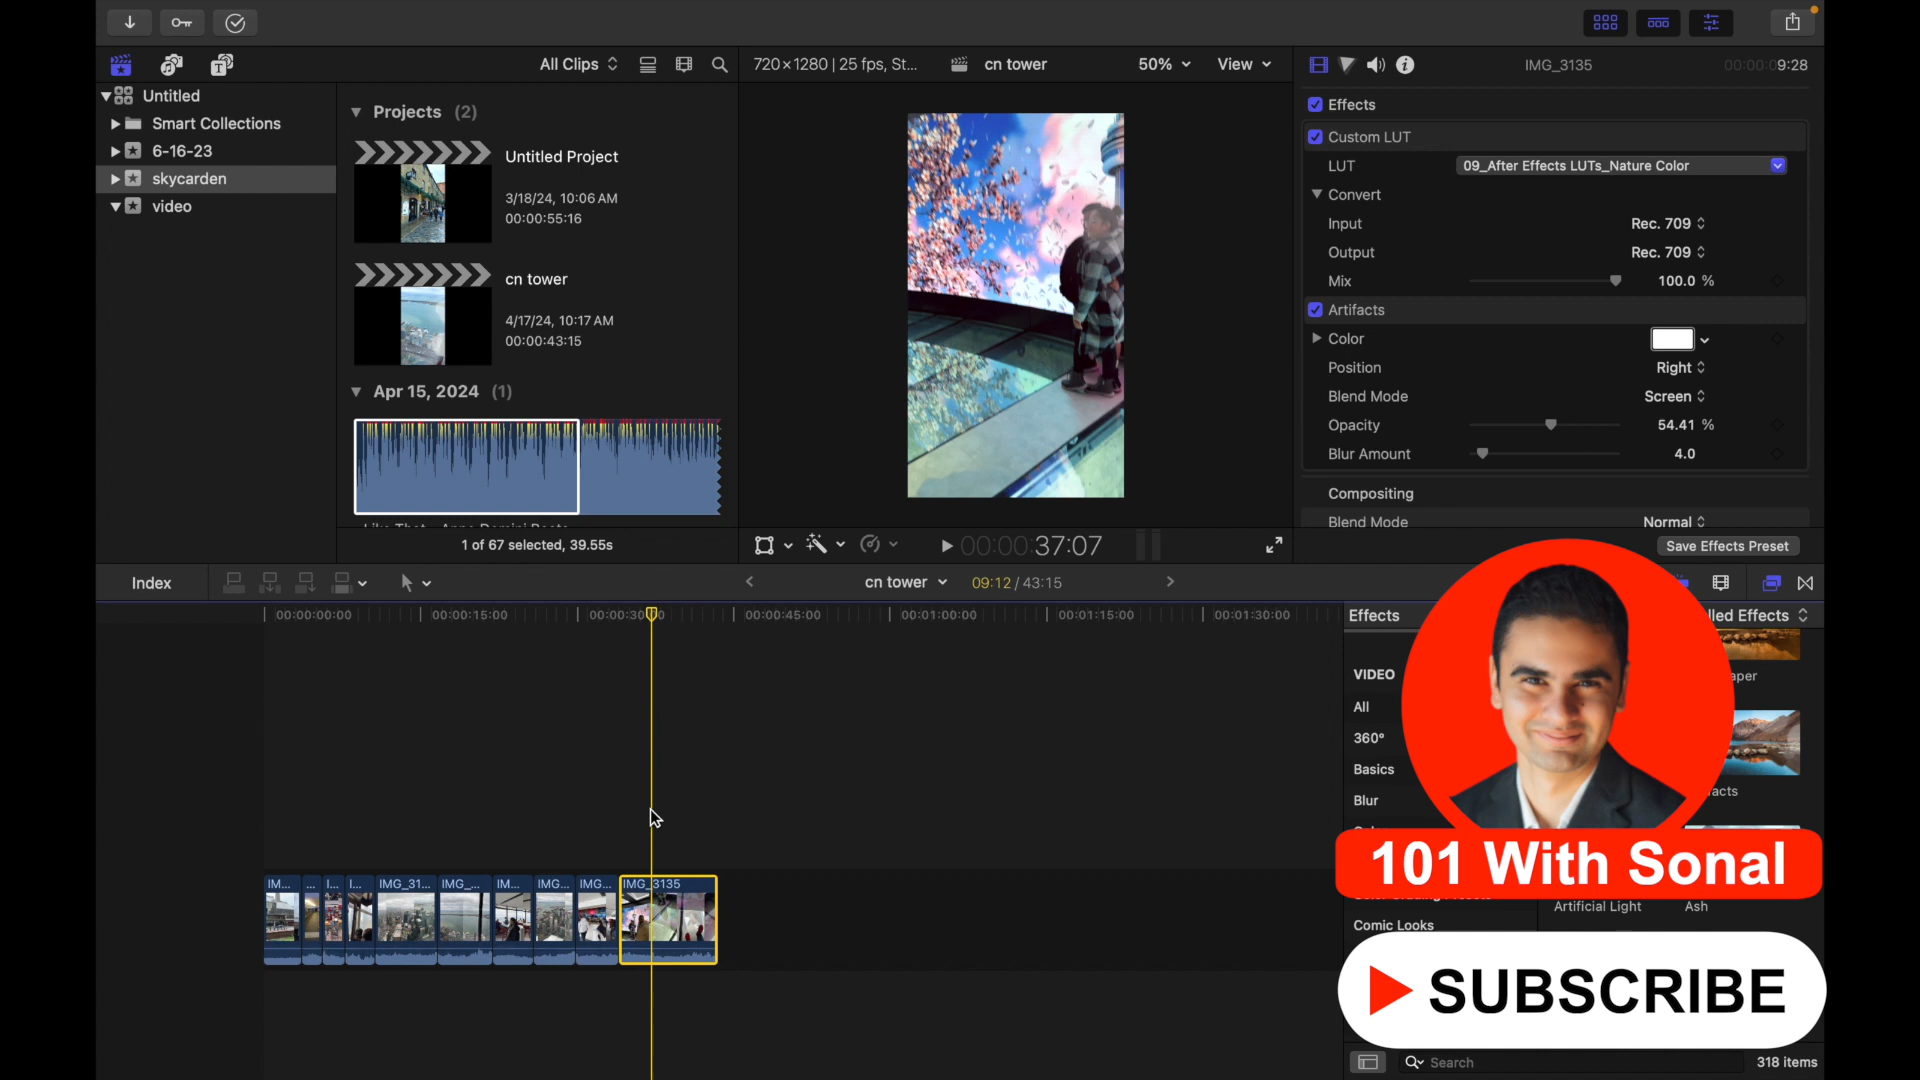 All Clips
720×1280 | 25 fps, St...
cn tower
50%
View
IMG_3135
00:00:09:28
Untitled
Smart Collections
6-16-23
skycarden
video
Projects (2)
Untitled Project
3/18/24, 10:06 AM
00:00:55:16
cn tower
4/17/24, 10:17 AM
00:00:43:15
Apr 15, 2024 (1)
1 of 67 selected, 39.55s
Effects
Custom LUT
LUT 09_After Effects LUTs_Nature Color
Convert
Input Rec. 709
Output Rec. 709
Mix 100.0 %
Artifacts
Color
Position Right
Blend Mode Screen
Opacity 54.41 %
Blur Amount 4.0
Compositing
Blend Mode Normal
Save Effects Preset
00:00:00:37:07
Index
cn tower
09:12 / 43:15
00:00:00:00
00:00:15:00
00:00:30:00
00:00:45:00
00:01:00:00
00:01:15:00
00:01:30:00
IM...
...
I...
I...
IMG_31...
IMG_...
IM...
IMG...
IMG...
IMG_3135
Effects
lled Effects
VIDEO
All
360°
Basics
Blur
Comic Looks
aper
facts
Artificial Light
Ash
101 With Sonal
SUBSCRIBE
Search
318 items